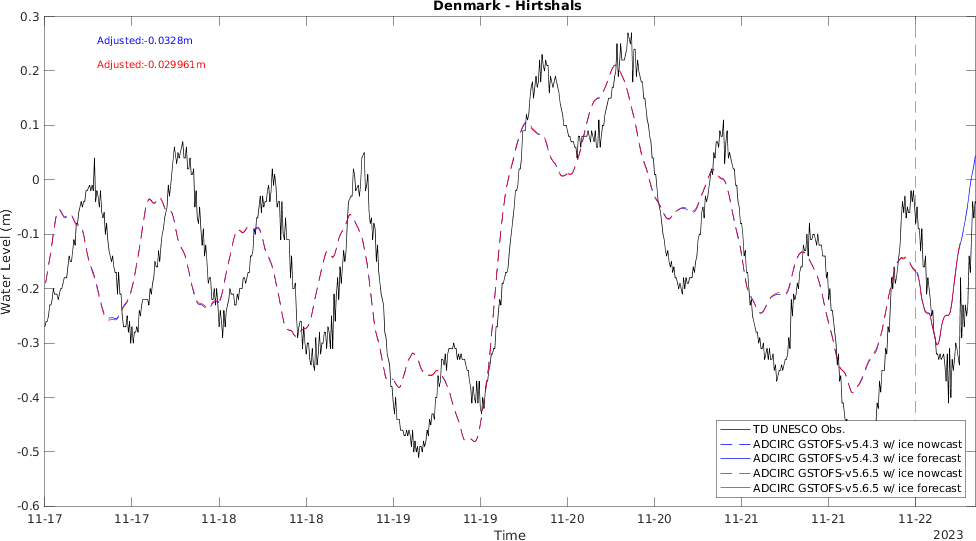 Denmark - Hirtshals
Adjusted:-0.0328m
Adjusted:-0.029961m
Water Level (m)
0.3
0.2
0.1
0
-0.1
-0.2
-0.3
-0.4
-0.5
-0.6
TD UNESCO Obs.
ADCIRC GSTOFS-v5.4.3 w/ ice nowcast
ADCIRC GSTOFS-v5.4.3 w/ ice forecast
ADCIRC GSTOFS-v5.6.5 w/ ice nowcast
ADCIRC GSTOFS-v5.6.5 w/ ice forecast
11-17 11-17 11-18 11-18 11-19 11-19 11-20 11-20 11-21 11-21 11-22
Time
2023